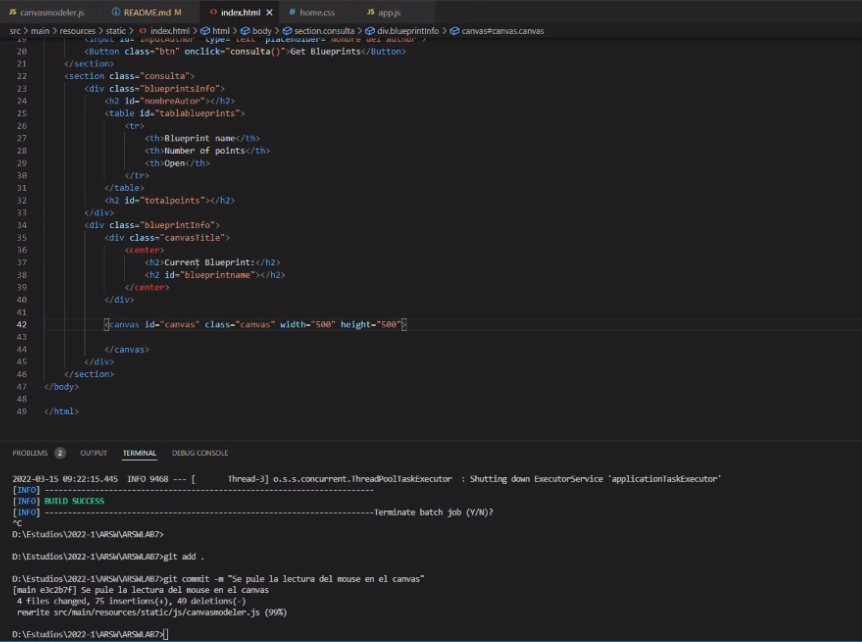 JS canvasmodeler.js README.md M index.html # home.css JS app.js
src > main > resources > static > index.html > html > body > section.consulta > div.blueprintInfo > canvas#canvas.canvas
19 <input id="inputAuthor" type="text" placeholder="Nombre del author">
20 <Button class="btn" onclick="consulta()">Get Blueprints</Button>
21 </section>
22 <section class="consulta">
23 <div class="blueprintsInfo">
24 <h2 id="nombreAutor"></h2>
25 <table id="tablablueprints">
26 <tr>
27 <th>Blueprint name</th>
28 <th>Number of points</th>
29 <th>Open</th>
30 </tr>
31 </table>
32 <h2 id="totalpoints"></h2>
33 </div>
34 <div class="blueprintInfo">
35 <div class="canvasTitle">
36 <center>
37 <h2>Current Blueprint:</h2>
38 <h2 id="blueprintname"></h2>
39 </center>
40 </div>
41
42 <canvas id="canvas" class="canvas" width="500" height="500">
43
44 </canvas>
45 </div>
46 </section>
47 </body>
48
49 </html>
PROBLEMS 2 OUTPUT TERMINAL DEBUG CONSOLE
2022-03-15 09:22:15.445 INFO 9468 --- [ Thread-3] o.s.s.concurrent.ThreadPoolTaskExecutor : Shutting down ExecutorService 'applicationTaskExecutor'
[INFO] ------------------------------------------------------------------------
[INFO] BUILD SUCCESS
[INFO] ------------------------------------------------------------------------Terminate batch job (Y/N)?
^C
D:\Estudios\2022-1\ARSW\ARSWLAB7>
D:\Estudios\2022-1\ARSW\ARSWLAB7>git add .
D:\Estudios\2022-1\ARSW\ARSWLAB7>git commit -m "Se pule la lectura del mouse en el canvas"
[main e3c2b7f] Se pule la lectura del mouse en el canvas
4 files changed, 75 insertions(+), 49 deletions(-)
rewrite src/main/resources/static/js/canvasmodeler.js (99%)
D:\Estudios\2022-1\ARSW\ARSWLAB7>